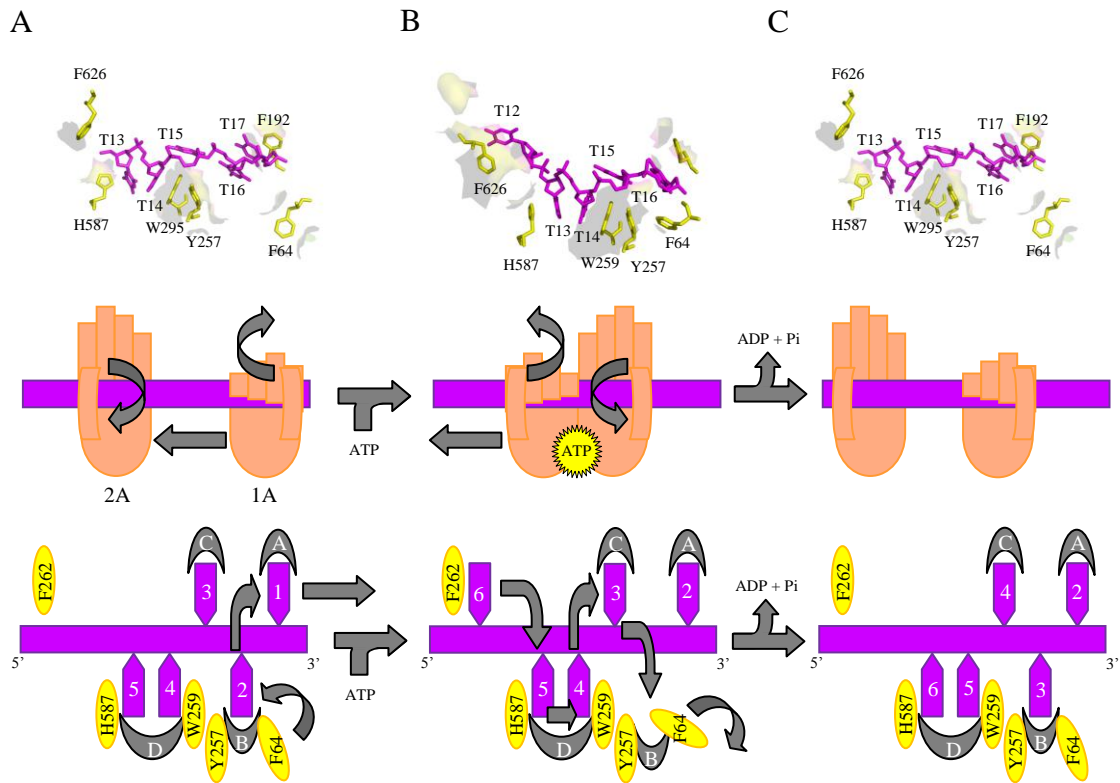 A
B
C
F626
T13
T15
T17
F192
H587
T14
W295
Y257
T16
F64
T12
F626
T15
H587
T13
T14
W259
T16
Y257
F64
F626
T13
T15
T17
F192
H587
T14
W295
Y257
T16
F64
ATP
ATP
ADP + Pi
2A
1A
F262
C
A
3
1
5’
3’
5
4
2
H587
D
W259
Y257
B
F64
ATP
F262
6
C
A
3
2
5’
3’
5
4
H587
D
W259
Y257
B
F64
ADP + Pi
F262
C
A
4
2
5’
3’
6
5
3
H587
D
W259
Y257
B
F64